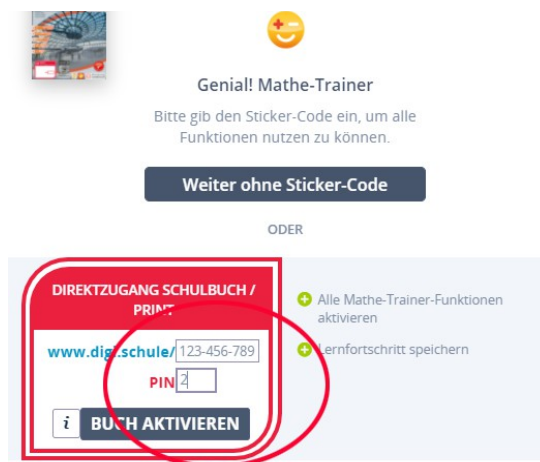 Genial! Mathe-Trainer
Bitte gib den Sticker-Code ein, um alle
Funktionen nutzen zu können.
Weiter ohne Sticker-Code
ODER
DIREKTZUGANG SCHULBUCH /
PRINT
www.digi.schule/ 123-456-789
PIN 2
i BUCH AKTIVIEREN
Alle Mathe-Trainer-Funktionen
aktivieren
Lernfortschritt speichern